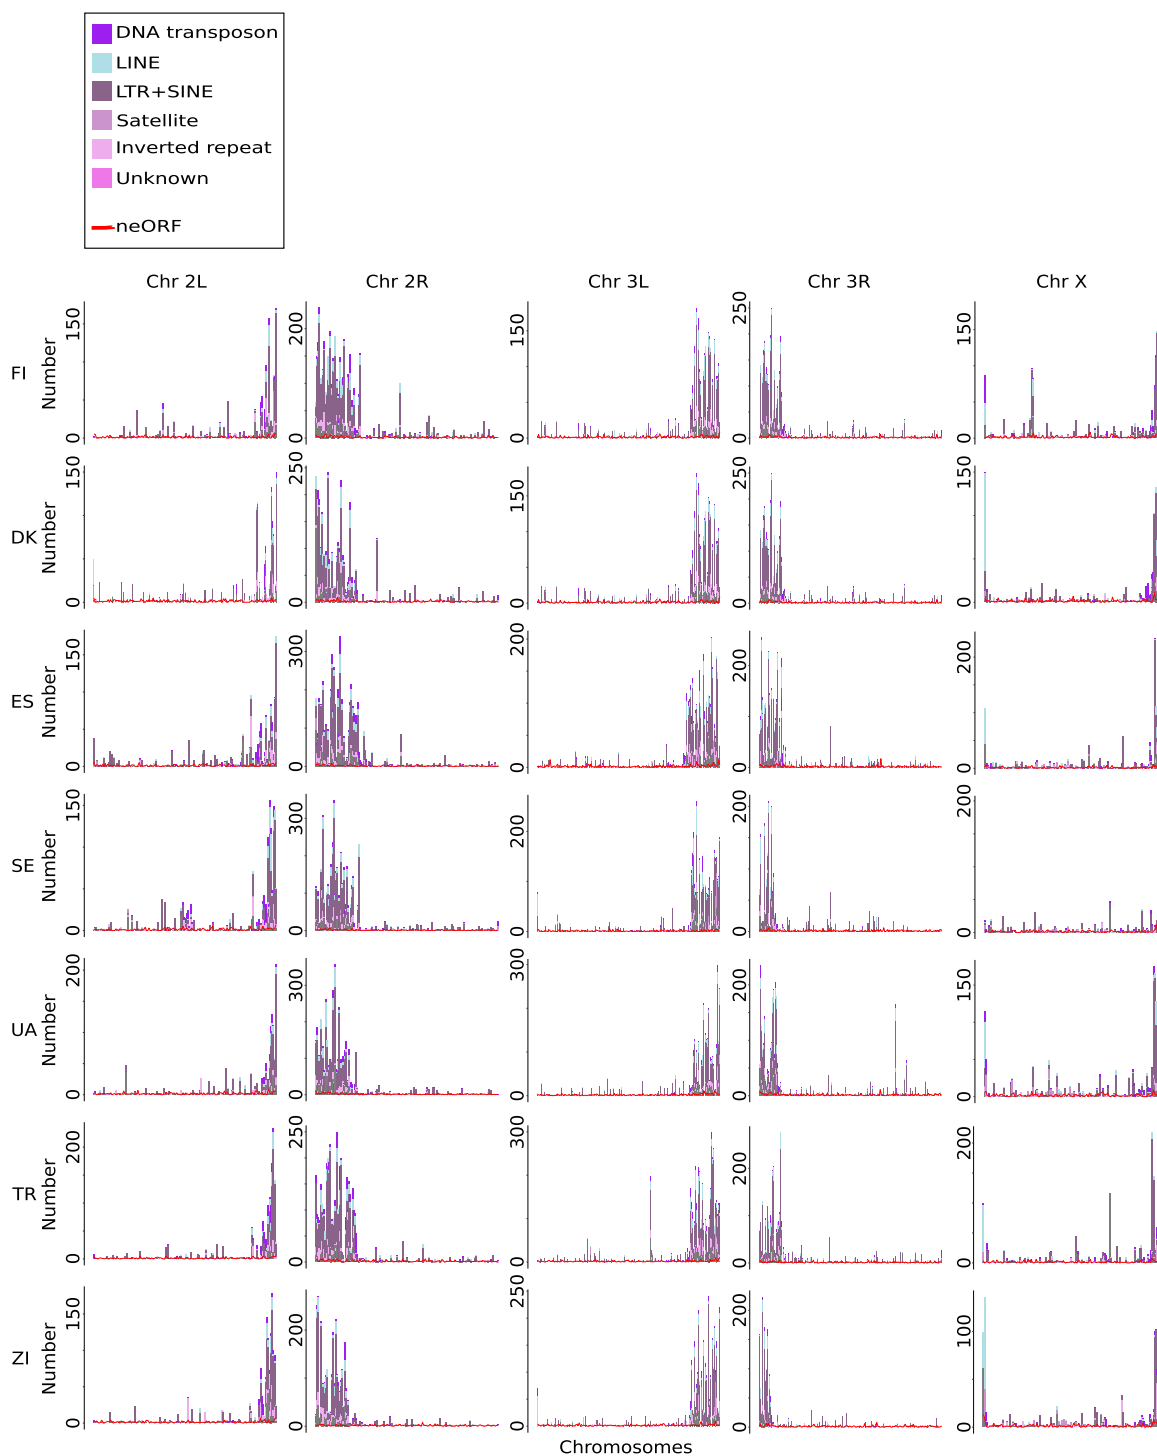 DNA transposon
LINE
LTR+SINE
Satellite
Inverted repeat
Unknown
neORF
Chr 2L Chr 2R Chr 3L Chr 3R Chr X
FI Number 0 150 0 200 0 150 0 250 0 150
DK Number 0 150 0 250 0 150 0 250 0 150
ES Number 0 150 0 300 0 200 0 200 0 200
SE Number 0 150 0 300 0 200 0 200 0 200
UA Number 0 200 0 300 0 300 0 200 0 150
TR Number 0 200 0 250 0 300 0 200 0 200
ZI Number 0 150 0 200 0 250 0 200 0 100
Chromosomes